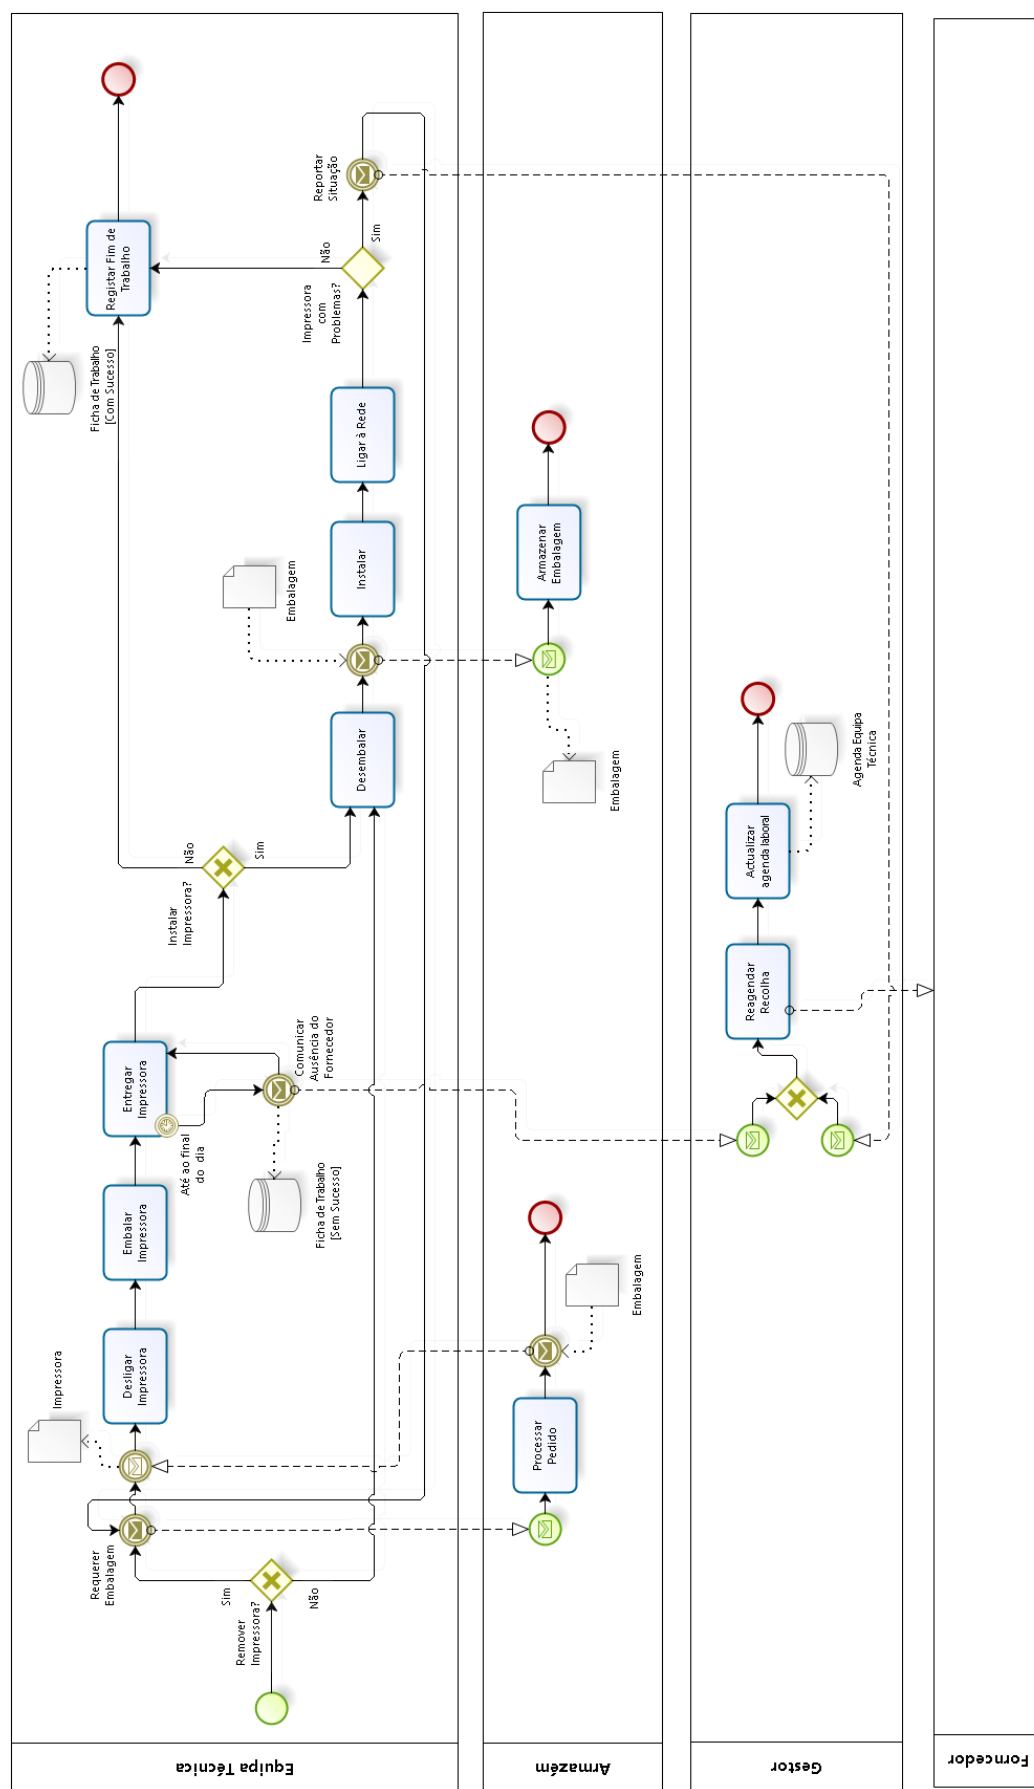 Equipa Técnica
Remover
Impressora?
Sim
Não
Requerer
Embalagem
Impressora
Desligar
Impressora
Embalar
Impressora
Entregar
Impressora
Até ao final
do dia
Comunicar
Ausência do
Fornecedor
Ficha de Trabalho
[Sem Sucesso]
Instalar
Impressora?
Não
Sim
Desembalar
Embalagem
Instalar
Ligar à Rede
Impressora
com
Problemas?
Não
Sim
Reportar
Situação
Registar Fim de
Trabalho
Ficha de Trabalho
[Com Sucesso]
Armazém
Processar
Pedido
Embalagem
Embalagem
Armazenar
Embalagem
Gestor
Reagendar
Recolha
Actualizar
agenda laboral
Agenda Equipa
Técnica
Forncedor